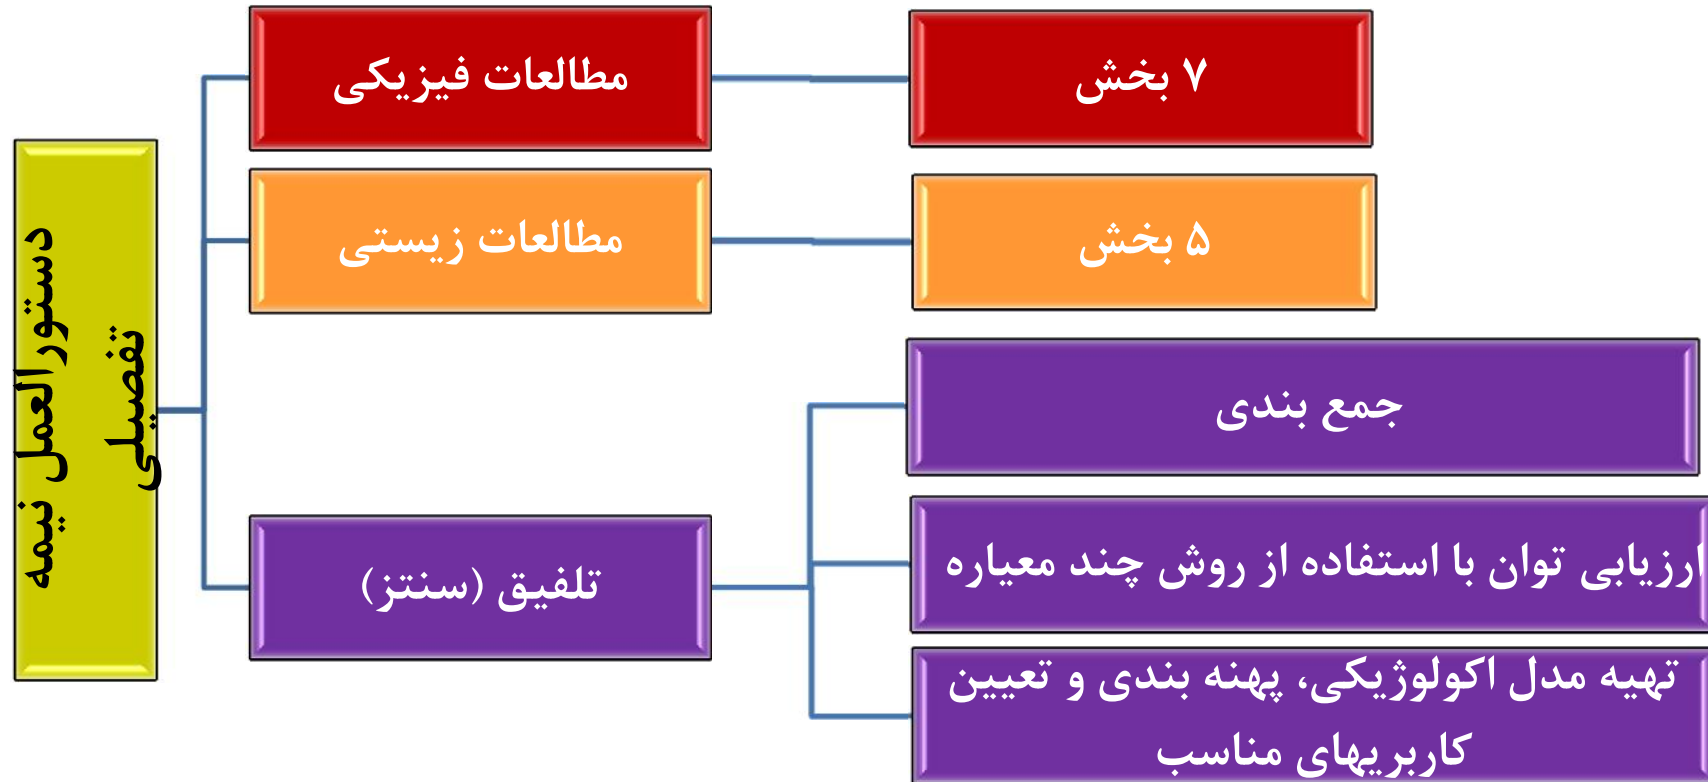 دستورالعمل نیمه
تفصیلی
مطالعات فیزیکی
۷ بخش
مطالعات زیستی
۵ بخش
تلفیق (سنتز)
جمع بندی
ارزیابی توان با استفاده از روش چند معیاره
تهیه مدل اکولوژیکی، پهنه بندی و تعیین
کاربریهای مناسب